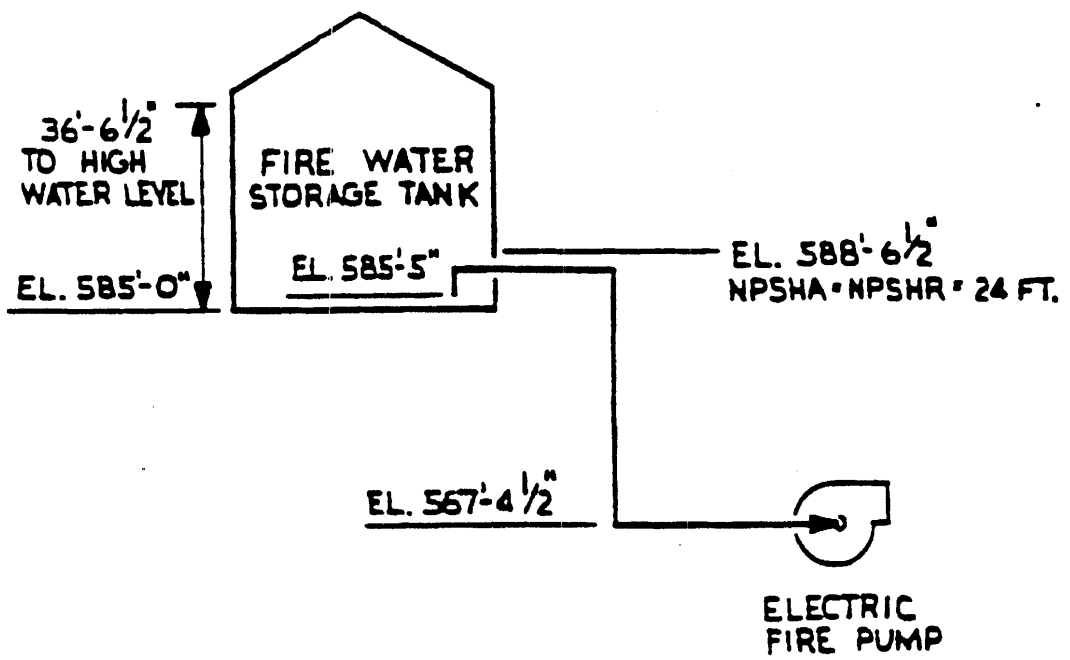 36'-6 1/2"
TO HIGH
WATER LEVEL
FIRE WATER
STORAGE TANK
EL. 585'-5"
EL. 585'-0"
EL. 588'-6 1/2"
NPSHA=NPSHR = 24 FT.
EL. 567'-4 1/2"
ELECTRIC
FIRE PUMP